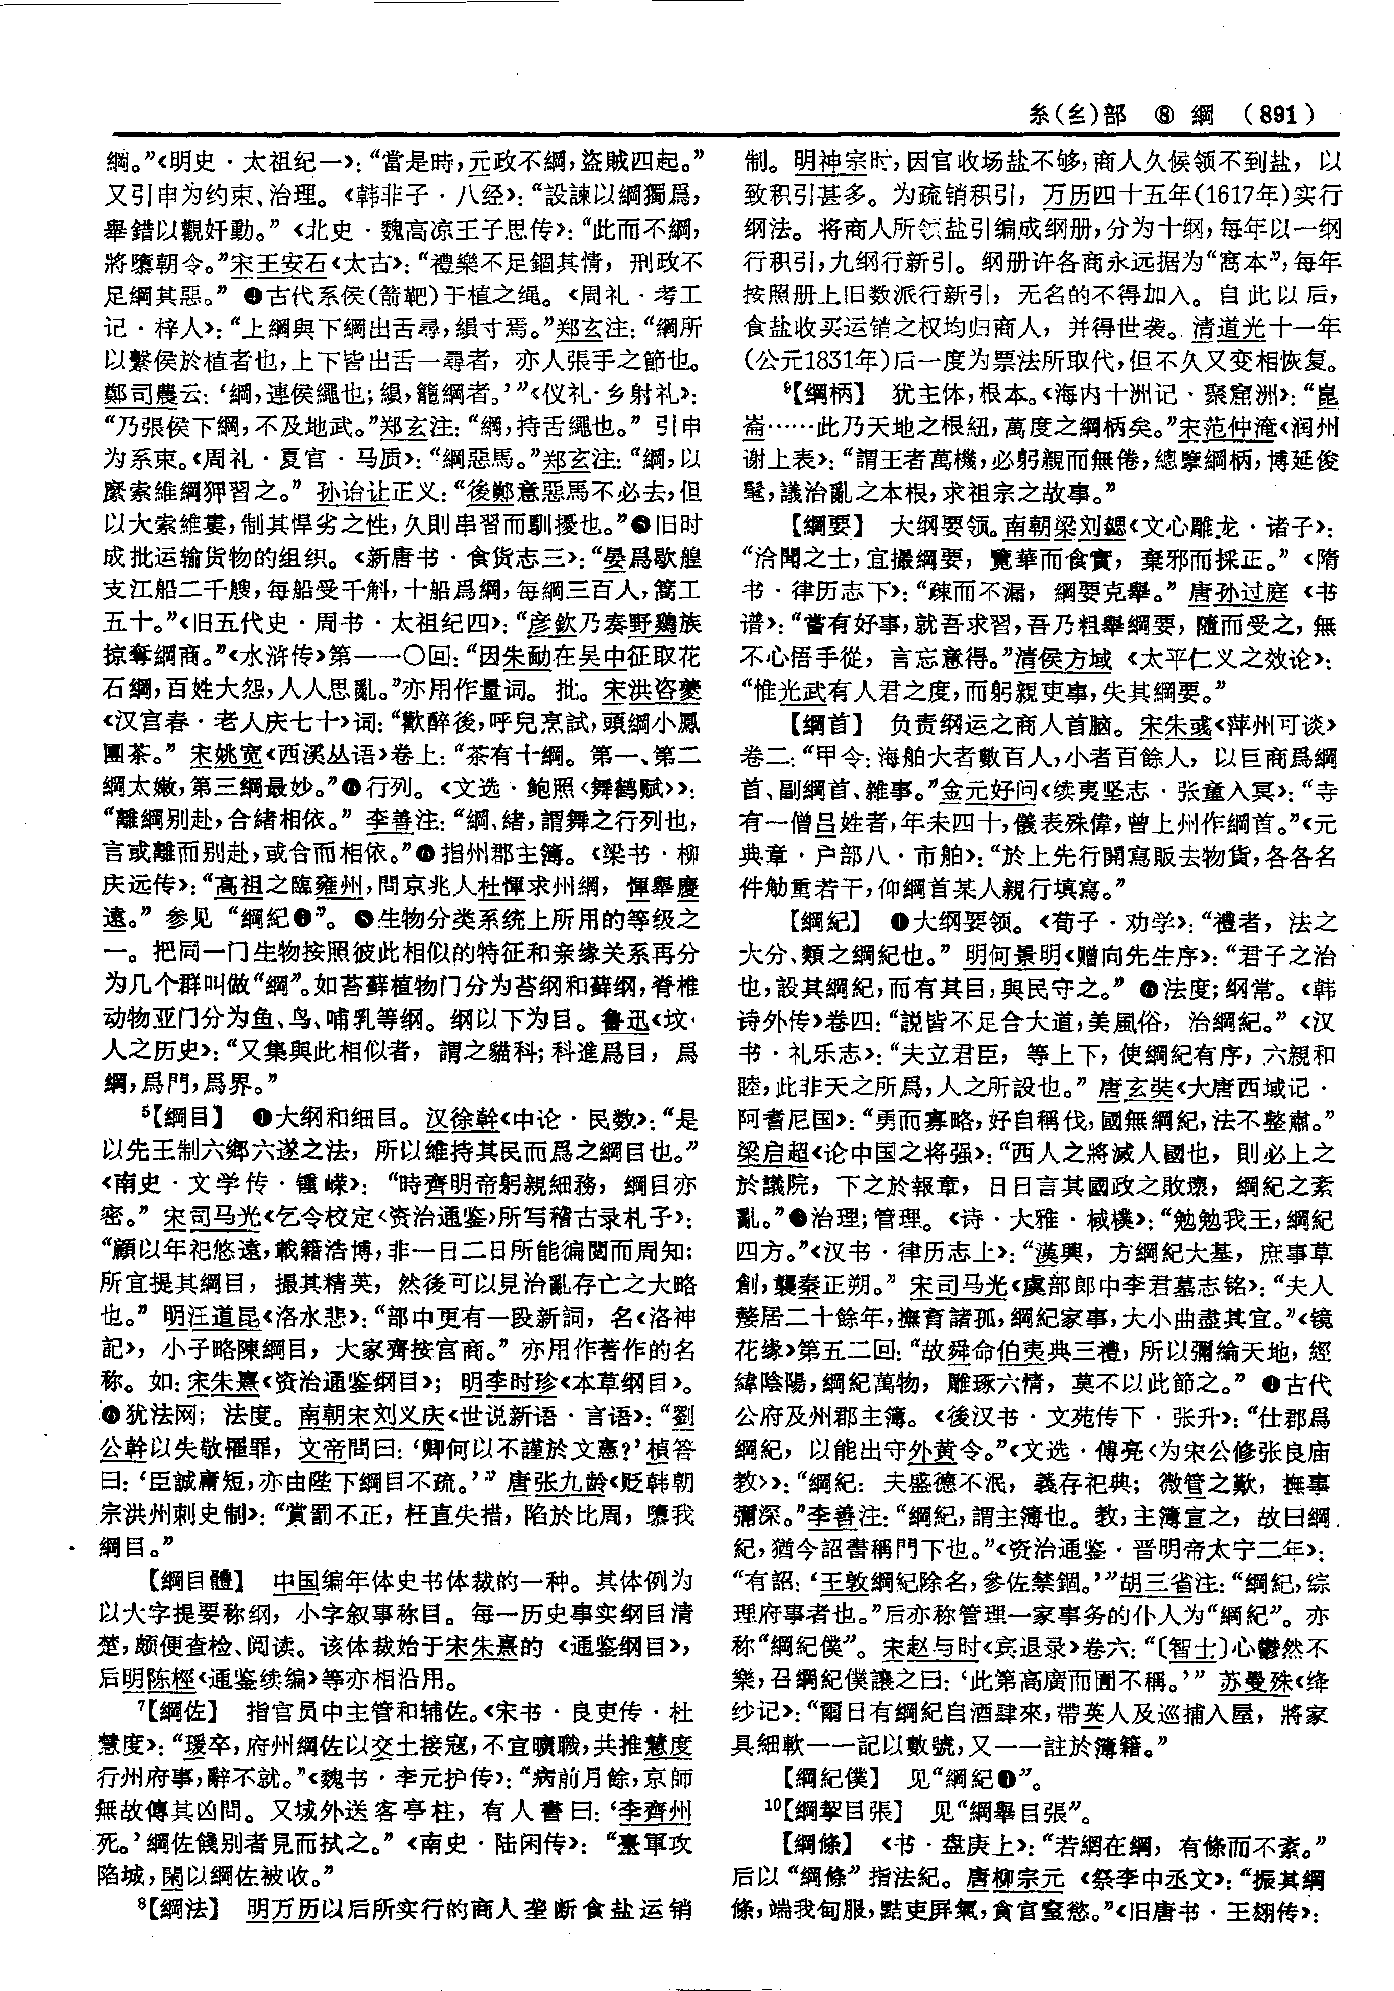 糸(纟)部 ⑧ 綱 (891)
綱。”《明史·太祖纪一》：“當是時，元政不綱，盜賊四起。”
又引申为约束、治理。《韩非子·八经》：“設諫以綱獨爲，
舉錯以觀奸動。”《北史·魏高凉王子思传》：“此而不綱，
將隳朝令。”宋王安石《太古》：“禮樂不足錮其情，刑政不
足綱其惡。”❹古代系侯(箭靶)于植之绳。《周礼·考工
记·梓人》：“上綱與下綱出舌尋，縜寸焉。”郑玄注：“綱所
以繫侯於植者也，上下皆出舌一尋者，亦人張手之節也。
鄭司農云：‘綱，連侯繩也；縜，籠綱者。’”《仪礼·乡射礼》：
“乃張侯下綱，不及地武。”郑玄注：“綱，持舌繩也。”引申
为系束。《周礼·夏官·马质》：“綱惡馬。”郑玄注：“綱，以
縻索維綱狎習之。”孙诒让正义：“後鄭意惡馬不必去，但
以大索維婁，制其悍劣之性，久則串習而馴擾也。”❺旧时
成批运输货物的组织。《新唐书·食货志三》：“晏爲歇艎
支江船二千艘，每船受千斛，十船爲綱，每綱三百人，篙工
五十。”《旧五代史·周书·太祖纪四》：“彦欽乃奏野鷄族
掠奪綱商。”《水浒传》第一一〇回：“因朱勔在吴中征取花
石綱，百姓大怨，人人思亂。”亦用作量词。批。宋洪咨夔
《汉宫春·老人庆七十》词：“歡醉後，呼兒烹試，頭綱小鳳
團茶。”宋姚宽《西溪丛语》卷上：“茶有十綱。第一、第二
綱太嫩，第三綱最妙。”❻行列。《文选·鲍照〈舞鹤赋〉》：
“離綱别赴，合緒相依。”李善注：“綱、緒，謂舞之行列也，
言或離而别赴，或合而相依。”❼指州郡主簿。《梁书·柳
庆远传》：“高祖之臨雍州，問京兆人杜惲求州綱，惲舉慶
遠。”参见“綱紀❹”。❽生物分类系统上所用的等级之
一。把同一门生物按照彼此相似的特征和亲缘关系再分
为几个群叫做“綱”。如苔藓植物门分为苔纲和藓纲，脊椎
动物亚门分为鱼、鸟、哺乳等纲。纲以下为目。鲁迅《坟·
人之历史》：“又集與此相似者，謂之貓科；科進爲目，爲
綱，爲門，爲界。”
⁵【綱目】 ❶大纲和细目。汉徐幹《中论·民数》：“是
以先王制六鄉六遂之法，所以維持其民而爲之綱目也。”
《南史·文学传·锺嵘》：“時齊明帝躬親細務，綱目亦
密。”宋司马光《乞令校定〈资治通鉴〉所写稽古录札子》：
“顧以年祀悠遠，載籍浩博，非一日二日所能徧閲而周知；
所宜提其綱目，撮其精英，然後可以見治亂存亡之大略
也。”明汪道昆《洛水悲》：“部中更有一段新詞，名《洛神
記》，小子略陳綱目，大家齊按宫商。”亦用作著作的名
称。如：宋朱熹《资治通鉴纲目》；明李时珍《本草纲目》。
❷犹法网；法度。南朝宋刘义庆《世说新语·言语》：“劉
公幹以失敬罹罪，文帝問曰：‘卿何以不謹於文憲？’楨答
曰：‘臣誠庸短，亦由陛下綱目不疏。’”唐张九龄《贬韩朝
宗洪州刺史制》：“賞罰不正，枉直失措，陷於比周，隳我
綱目。”
【綱目體】 中国编年体史书体裁的一种。其体例为
以大字提要称纲，小字叙事称目。每一历史事实纲目清
楚，颇便查检、阅读。该体裁始于宋朱熹的《通鉴纲目》，
后明陈桱《通鉴续编》等亦相沿用。
⁷【綱佐】 指官员中主管和辅佐。《宋书·良吏传·杜
慧度》：“瑗卒，府州綱佐以交土接寇，不宜曠職，共推慧度
行州府事，辭不就。”《魏书·李元护传》：“病前月餘，京師
無故傳其凶問。又城外送客亭柱，有人書曰：‘李齊州
死。’綱佐餞别者見而拭之。”《南史·陆闲传》：“臺軍攻
陷城，閑以綱佐被收。”
⁸【綱法】 明万历以后所实行的商人垄断食盐运销
制。明神宗时，因官收场盐不够，商人久候领不到盐，以
致积引甚多。为疏销积引，万历四十五年(1617年)实行
纲法。将商人所领盐引编成纲册，分为十纲，每年以一纲
行积引，九纲行新引。纲册许各商永远据为“窝本”，每年
按照册上旧数派行新引，无名的不得加入。自此以后，
食盐收买运销之权均归商人，并得世袭。清道光十一年
(公元1831年)后一度为票法所取代，但不久又变相恢复。
⁹【綱柄】 犹主体，根本。《海内十洲记·聚窟洲》：“崑
崙……此乃天地之根紐，萬度之綱柄矣。”宋范仲淹《润州
谢上表》：“謂王者萬機，必躬親而無倦，總擥綱柄，博延俊
髦，議治亂之本根，求祖宗之故事。”
【綱要】 大纲要领。南朝梁刘勰《文心雕龙·诸子》：
“洽聞之士，宜撮綱要，覽華而食實，棄邪而採正。”《隋
书·律历志下》：“疎而不漏，綱要克舉。”唐孙过庭《书
谱》：“嘗有好事，就吾求習，吾乃粗舉綱要，隨而受之，無
不心悟手從，言忘意得。”清侯方域《太平仁义之效论》：
“惟光武有人君之度，而躬親吏事，失其綱要。”
【綱首】 负责纲运之商人首脑。宋朱彧《萍州可谈》
卷二：“甲令：海舶大者數百人，小者百餘人，以巨商爲綱
首、副綱首、雜事。”金元好问《续夷坚志·张童入冥》：“寺
有一僧吕姓者，年未四十，儀表殊偉，曾上州作綱首。”《元
典章·户部八·市舶》：“於上先行開寫販去物貨，各各名
件觔重若干，仰綱首某人親行填寫。”
【綱紀】 ❶大纲要领。《荀子·劝学》：“禮者，法之
大分、類之綱紀也。”明何景明《赠向先生序》：“君子之治
也，設其綱紀，而有其目，與民守之。”❷法度；纲常。《韩
诗外传》卷四：“説皆不足合大道，美風俗，治綱紀。”《汉
书·礼乐志》：“夫立君臣，等上下，使綱紀有序，六親和
睦，此非天之所爲，人之所設也。”唐玄奘《大唐西域记·
阿耆尼国》：“勇而寡略，好自稱伐，國無綱紀，法不整肅。”
梁启超《论中国之将强》：“西人之將滅人國也，則必上之
於議院，下之於報章，日日言其國政之敗壞，綱紀之紊
亂。”❸治理；管理。《诗·大雅·棫樸》：“勉勉我王，綱紀
四方。”《汉书·律历志上》：“漢興，方綱紀大基，庶事草
創，襲秦正朔。”宋司马光《虞部郎中李君墓志铭》：“夫人
嫠居二十餘年，撫育諸孤，綱紀家事，大小曲盡其宜。”《镜
花缘》第五二回：“故舜命伯夷典三禮，所以彌綸天地，經
緯陰陽，綱紀萬物，雕琢六情，莫不以此節之。”❹古代
公府及州郡主簿。《後汉书·文苑传下·张升》：“仕郡爲
綱紀，以能出守外黄令。”《文选·傅亮〈为宋公修张良庙
教〉》：“綱紀：夫盛德不泯，義存祀典；微管之歎，撫事
彌深。”李善注：“綱紀，謂主簿也。教，主簿宣之，故曰綱
紀，猶今詔書稱門下也。”《资治通鉴·晋明帝太宁二年》：
“有詔：‘王敦綱紀除名，參佐禁錮。’”胡三省注：“綱紀，綜
理府事者也。”后亦称管理一家事务的仆人为“綱紀”。亦
称“綱紀僕”。宋赵与时《宾退录》卷六：“〔智士〕心鬱然不
樂，召綱紀僕讓之曰：‘此第高廣而圊不稱。’”苏曼殊《绛
纱记》：“爾日有綱紀自酒肆來，帶英人及巡捕入屋，將家
具細軟一一記以數號，又一一註於簿籍。”
【綱紀僕】 见“綱紀❹”。
¹⁰【綱挈目張】 见“綱舉目張”。
【綱條】 《书·盘庚上》：“若網在綱，有條而不紊。”
后以“綱條”指法紀。唐柳宗元《祭李中丞文》：“振其綱
條，端我甸服，黠吏屏氣，貪官窒慾。”《旧唐书·王翃传》：